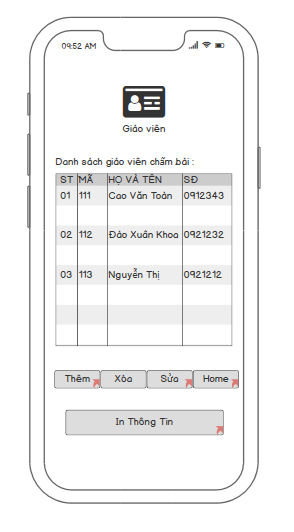 09:52 AM
Giáo viên
Danh sách giáo viên chấm bài :
ST MÃ HỌ VÀ TÊN SĐ
01 111 Cao Văn Toàn 0912343
02 112 Đào Xuân Khoa 0921232
03 113 Nguyễn Thị 0921212
Thêm Xóa Sửa Home
In Thông Tin